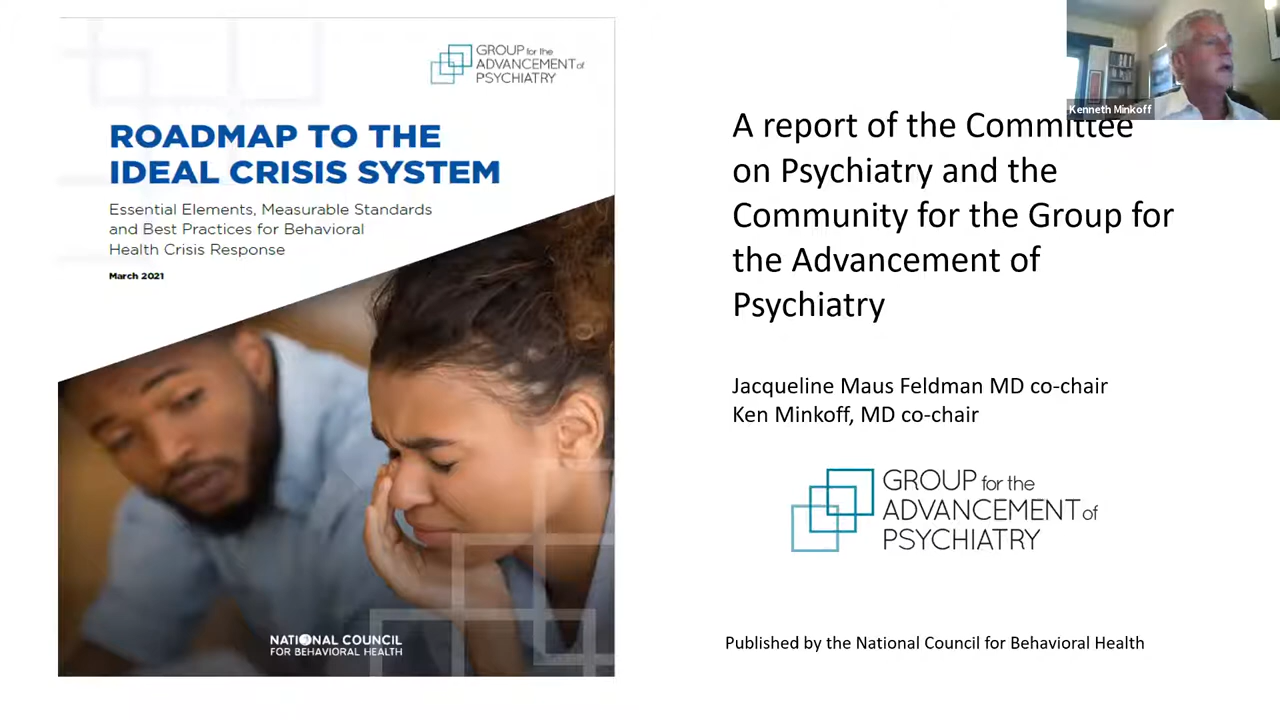 GROUP for the
ADVANCEMENT of
PSYCHIATRY
ROADMAP TO THE
IDEAL CRISIS SYSTEM
Essential Elements, Measurable Standards
and Best Practices for Behavioral
Health Crisis Response
March 2021
NATIONAL COUNCIL
FOR BEHAVIORAL HEALTH
Kenneth Minkoff
A report of the Committee
on Psychiatry and the
Community for the Group for
the Advancement of
Psychiatry
Jacqueline Maus Feldman MD co-chair
Ken Minkoff, MD co-chair
GROUP for the
ADVANCEMENT of
PSYCHIATRY
Published by the National Council for Behavioral Health